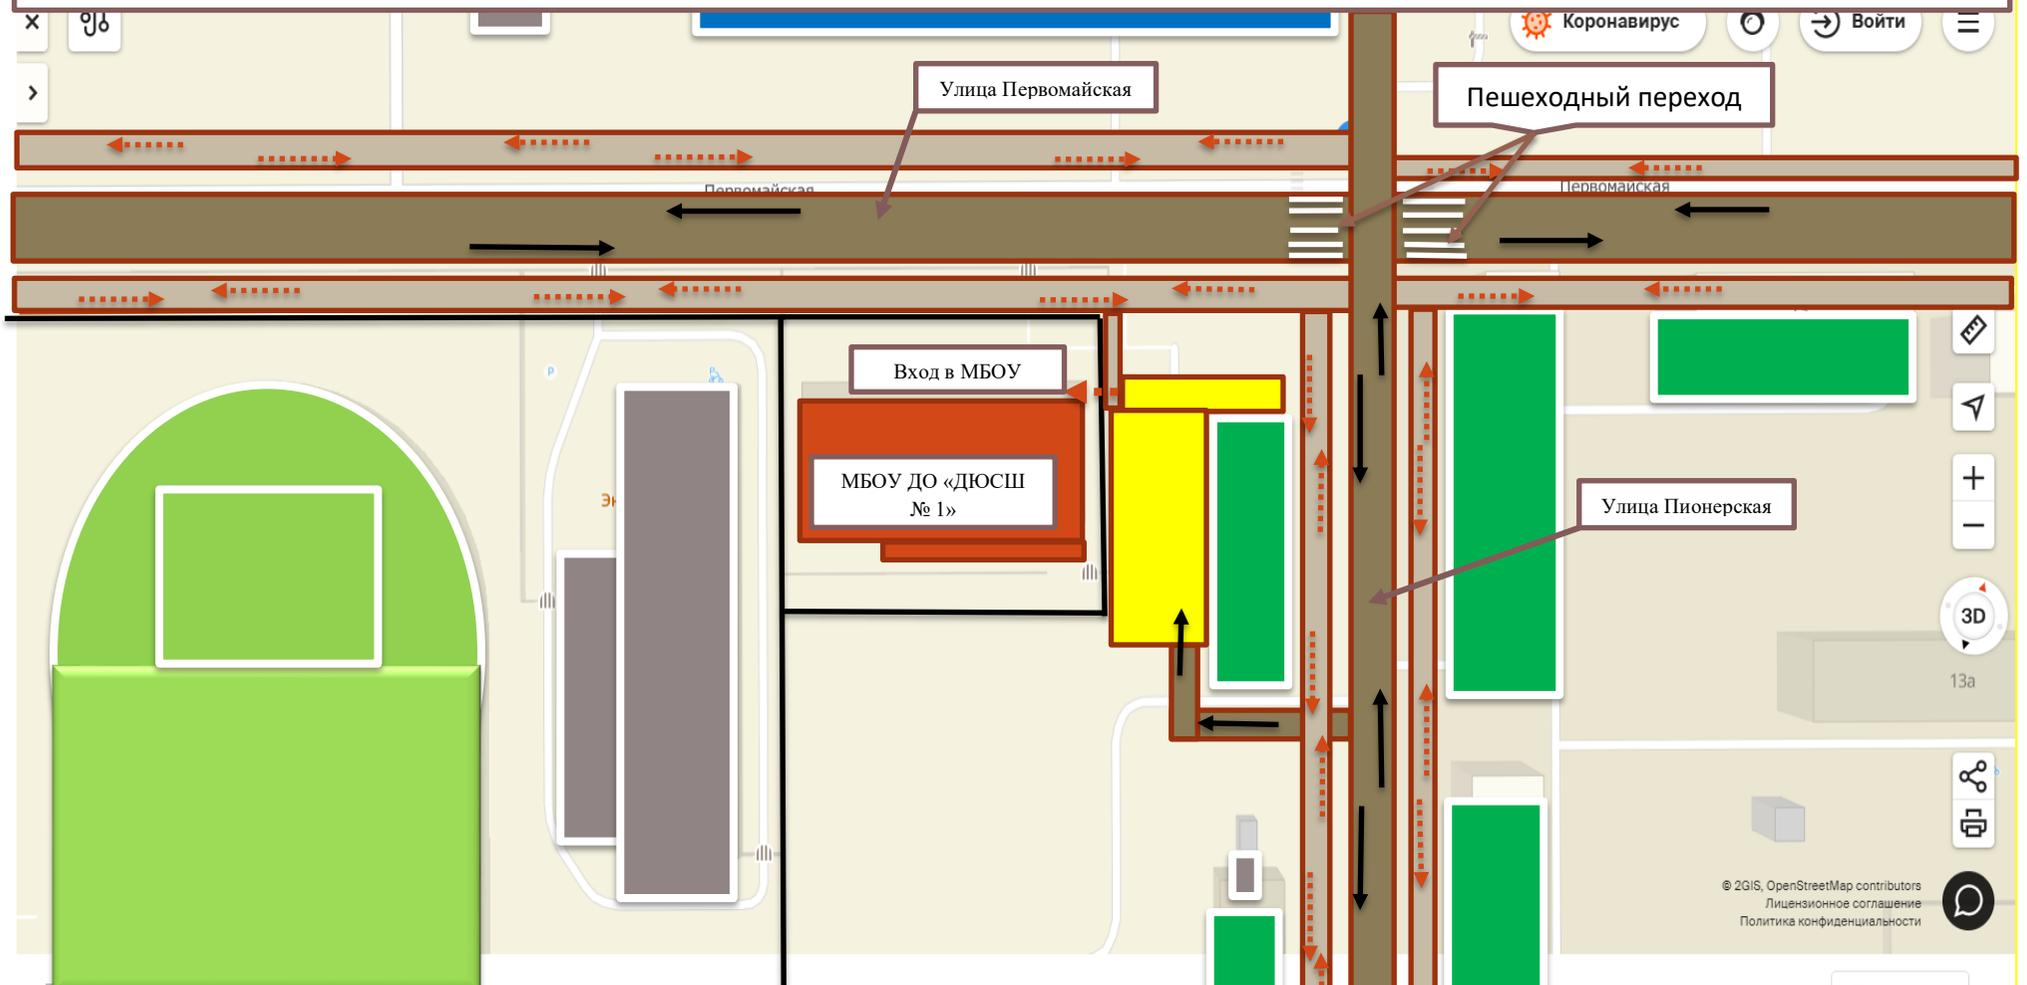 Коронавирус
Войти
Улица Первомайская
Пешеходный переход
Первомайская
Первомайская
Вход в МБОУ
P
МБОУ ДО «ДЮСШ
№ 1»
Эк
Улица Пионерская
3D
13а
© 2GIS, OpenStreetMap contributors
Лицензионное соглашение
Политика конфиденциальности